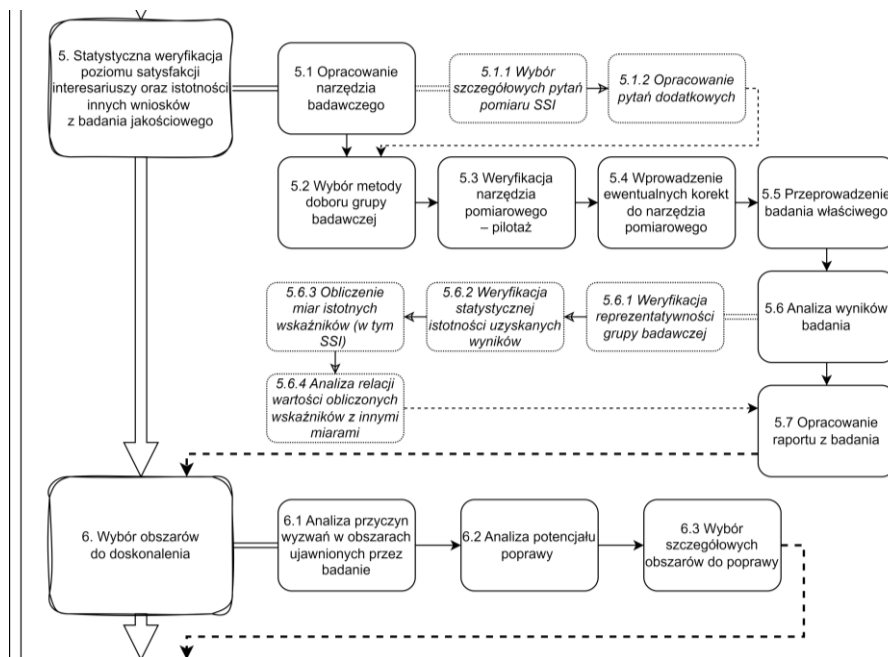 5. Statystyczna weryfikacja
poziomu satysfakcji
interesariuszy oraz istotności
innych wniosków
z badania jakościowego
5.1 Opracowanie
narzędzia
badawczego
5.1.1 Wybór
szczegółowych pytań
pomiaru SSI
5.1.2 Opracowanie
pytań dodatkowych
5.2 Wybór metody
doboru grupy
badawczej
5.3 Weryfikacja
narzędzia
pomiarowego
– pilotaż
5.4 Wprowadzenie
ewentualnych korekt
do narzędzia
pomiarowego
5.5 Przeprowadzenie
badania właściwego
5.6 Analiza wyników
badania
5.6.1 Weryfikacja
reprezentatywności
grupy badawczej
5.6.2 Weryfikacja
statystycznej
istotności uzyskanych
wyników
5.6.3 Obliczenie
miar istotnych
wskaźników (w tym
SSI)
5.6.4 Analiza relacji
wartości obliczonych
wskaźników z innymi
miarami
5.7 Opracowanie
raportu z badania
6. Wybór obszarów
do doskonalenia
6.1 Analiza przyczyn
wyzwań w obszarach
ujawnionych przez
badanie
6.2 Analiza potencjału
poprawy
6.3 Wybór
szczegółowych
obszarów do poprawy